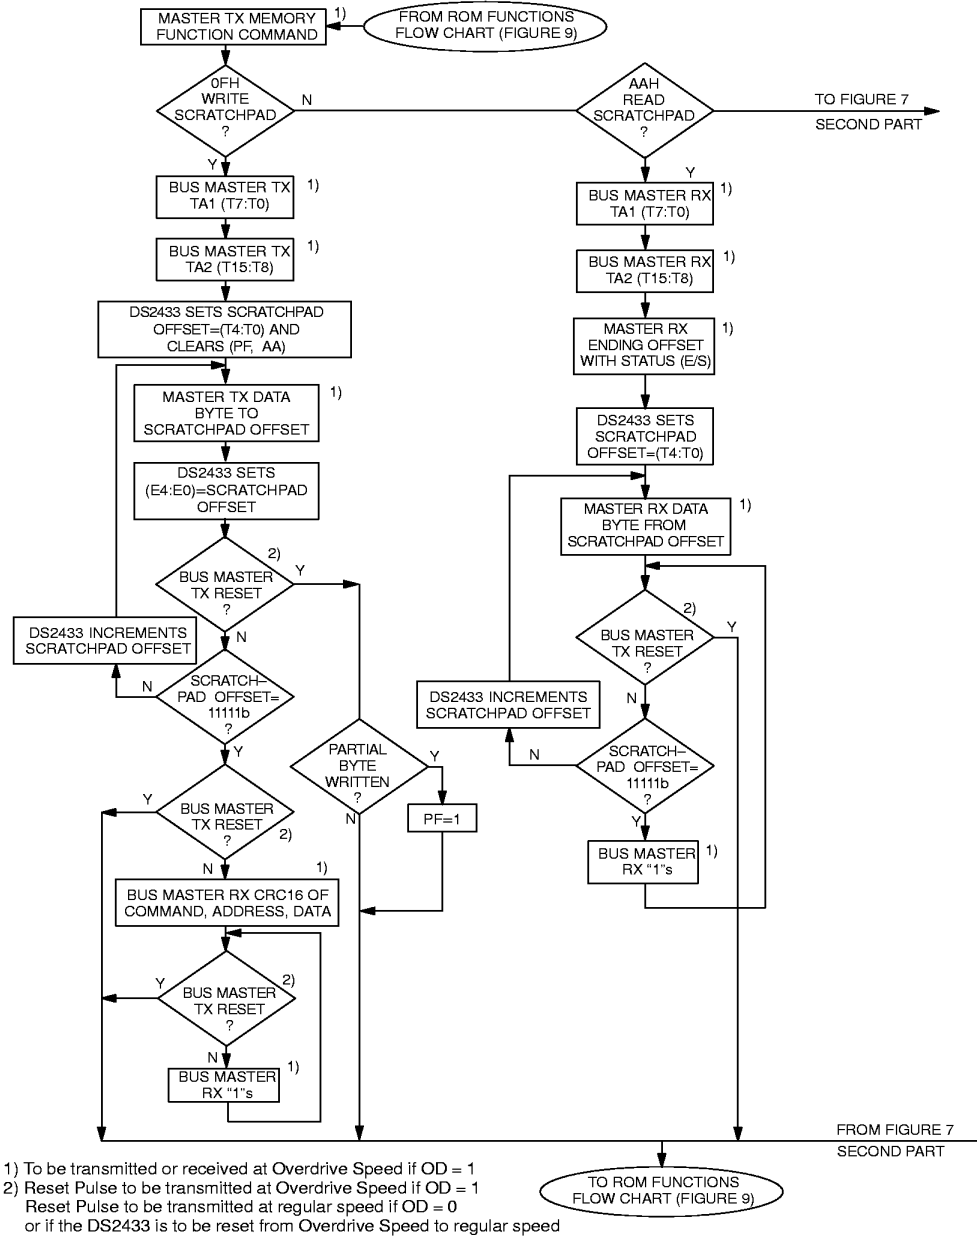 MASTER TX MEMORY
FUNCTION COMMAND
1)
FROM ROM FUNCTIONS
FLOW CHART (FIGURE 9)
0FH
WRITE
SCRATCHPAD
?
N
Y
AAH
READ
SCRATCHPAD
?
Y
TO FIGURE 7
SECOND PART
BUS MASTER TX
TA1 (T7:T0)
1)
BUS MASTER TX
TA2 (T15:T8)
1)
DS2433 SETS SCRATCHPAD
OFFSET=(T4:T0) AND
CLEARS (PF, AA)
MASTER TX DATA
BYTE TO
SCRATCHPAD OFFSET
1)
DS2433 SETS
(E4:E0)=SCRATCHPAD
OFFSET
BUS MASTER
TX RESET
?
2)
Y
N
DS2433 INCREMENTS
SCRATCHPAD OFFSET
SCRATCH–
PAD OFFSET=
11111b
?
N
Y
BUS MASTER
TX RESET
?
2)
Y
N
PARTIAL
BYTE
WRITTEN
?
Y
N
PF=1
BUS MASTER RX CRC16 OF
COMMAND, ADDRESS, DATA
1)
BUS MASTER
TX RESET
?
2)
Y
N
BUS MASTER
RX “1”s
1)
BUS MASTER RX
TA1 (T7:T0)
1)
BUS MASTER RX
TA2 (T15:T8)
1)
MASTER RX
ENDING OFFSET
WITH STATUS (E/S)
1)
DS2433 SETS
SCRATCHPAD
OFFSET=(T4:T0)
MASTER RX DATA
BYTE FROM
SCRATCHPAD OFFSET
1)
BUS MASTER
TX RESET
?
2)
Y
N
DS2433 INCREMENTS
SCRATCHPAD OFFSET
SCRATCH–
PAD OFFSET=
11111b
?
N
Y
BUS MASTER
RX “1”s
1)
FROM FIGURE 7
SECOND PART
TO ROM FUNCTIONS
FLOW CHART (FIGURE 9)
1) To be transmitted or received at Overdrive Speed if OD = 1
2) Reset Pulse to be transmitted at Overdrive Speed if OD = 1
Reset Pulse to be transmitted at regular speed if OD = 0
or if the DS2433 is to be reset from Overdrive Speed to regular speed